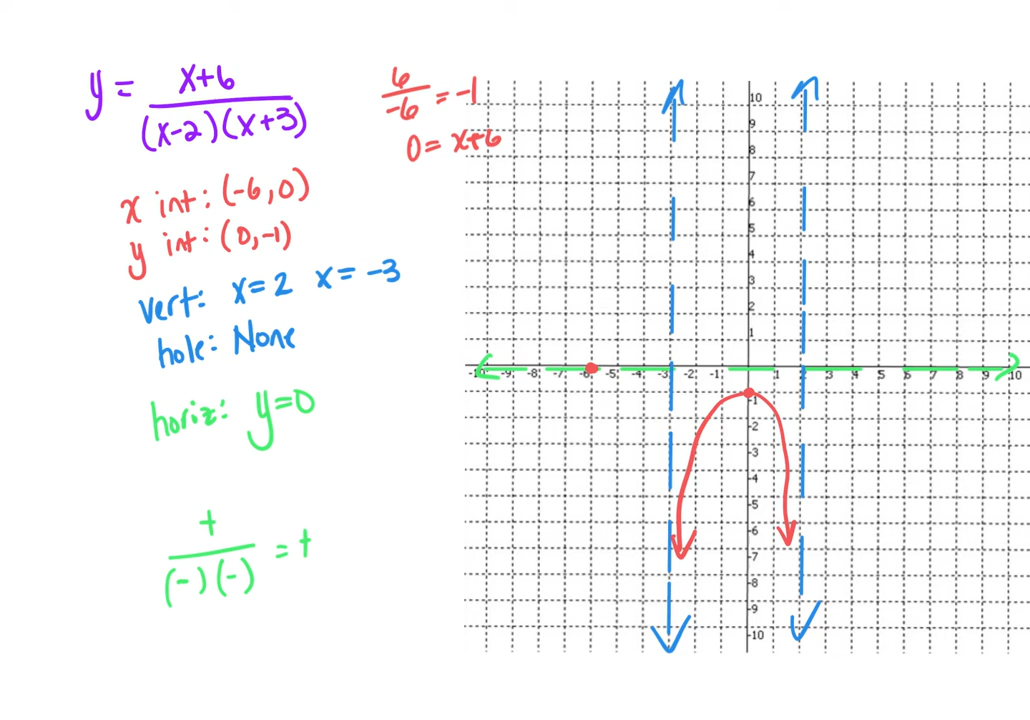 y = x+6 / (x-2)(x+3)
6 / -6 = -1
0 = x+6
x int: (-6, 0)
y int: (0, -1)
vert: x = 2 x = -3
hole: None
horiz: y = 0
+ / (-)(-) = +
10
9
8
7
6
5
4
3
2
1
-10 -9 -8 -7 -6 -5 -4 -3 -2 -1 1 2 3 4 5 6 7 8 9 10
-1
-2
-3
-4
-5
-6
-7
-8
-9
-10